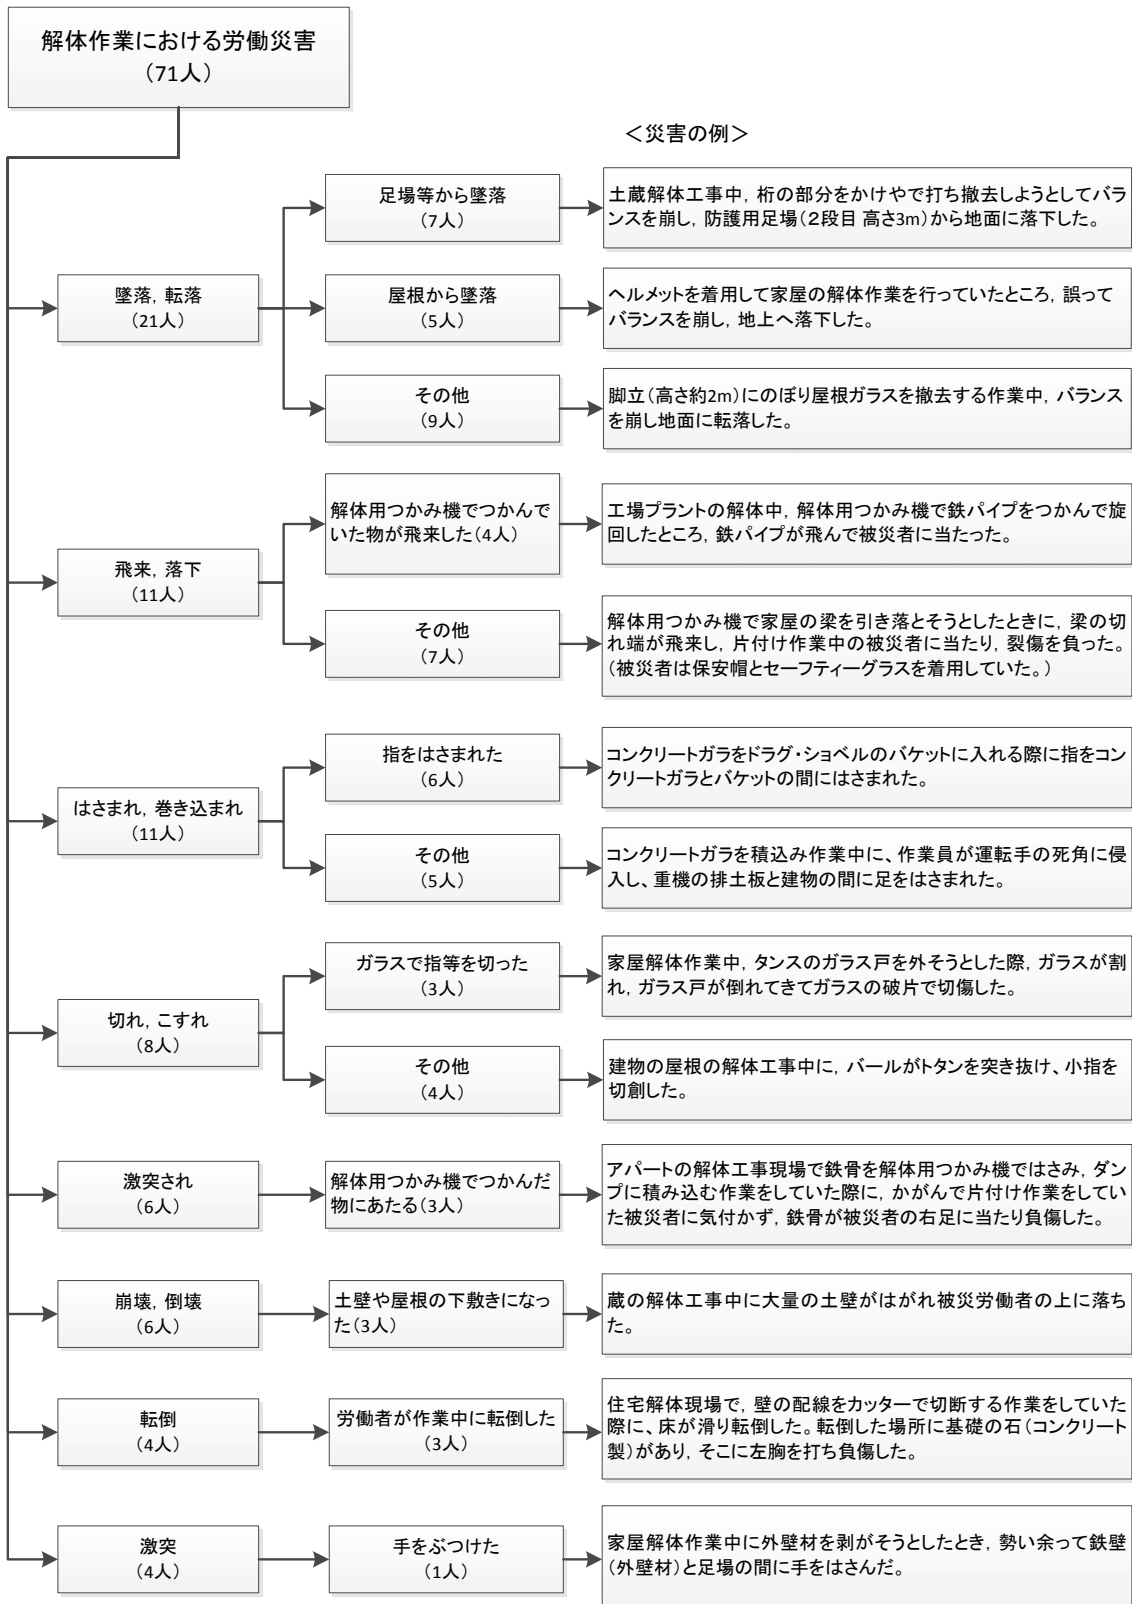 解体作業における労働災害
（71人）
＜災害の例＞
足場等から墜落
（7人）
土蔵解体工事中，桁の部分をかけやで打ち撤去しようとしてバラ
ンスを崩し，防護用足場（２段目 高さ3m）から地面に落下した。
墜落，転落
（21人）
屋根から墜落
（5人）
ヘルメットを着用して家屋の解体作業を行っていたところ，誤って
バランスを崩し，地上へ落下した。
その他
（9人）
脚立（高さ約2m）にのぼり屋根ガラスを撤去する作業中，バランス
を崩し地面に転落した。
飛来，落下
（11人）
解体用つかみ機でつかんで
いた物が飛来した（4人）
工場プラントの解体中，解体用つかみ機で鉄パイプをつかんで旋
回したところ，鉄パイプが飛んで被災者に当たった。
その他
（7人）
解体用つかみ機で家屋の梁を引き落とそうとしたときに，梁の切
れ端が飛来し，片付け作業中の被災者に当たり，裂傷を負った。
（被災者は保安帽とセーフティーグラスを着用していた。）
はさまれ，巻き込まれ
（11人）
指をはさまれた
（6人）
コンクリートガラをドラグ・ショベルのバケットに入れる際に指をコン
クリートガラとバケットの間にはさまれた。
その他
（5人）
コンクリートガラを積込み作業中に、作業員が運転手の死角に侵
入し、重機の排土板と建物の間に足をはさまれた。
切れ，こすれ
（8人）
ガラスで指等を切った
（3人）
家屋解体作業中，タンスのガラス戸を外そうとした際，ガラスが割
れ，ガラス戸が倒れてきてガラスの破片で切傷した。
その他
（4人）
建物の屋根の解体工事中に，バールがトタンを突き抜け、小指を
切創した。
激突され
（6人）
解体用つかみ機でつかんだ
物にあたる（3人）
アパートの解体工事現場で鉄骨を解体用つかみ機ではさみ，ダン
プに積み込む作業をしていた際に，かがんで片付け作業をしてい
た被災者に気付かず，鉄骨が被災者の右足に当たり負傷した。
崩壊，倒壊
（6人）
土壁や屋根の下敷きになっ
た（3人）
蔵の解体工事中に大量の土壁がはがれ被災労働者の上に落ち
た。
転倒
（4人）
労働者が作業中に転倒した
（3人）
住宅解体現場で，壁の配線をカッターで切断する作業をしていた
際に、床が滑り転倒した。転倒した場所に基礎の石（コンクリート
製）があり，そこに左胸を打ち負傷した。
激突
（4人）
手をぶつけた
（1人）
家屋解体作業中に外壁材を剥がそうとしたとき，勢い余って鉄壁
（外壁材）と足場の間に手をはさんだ。